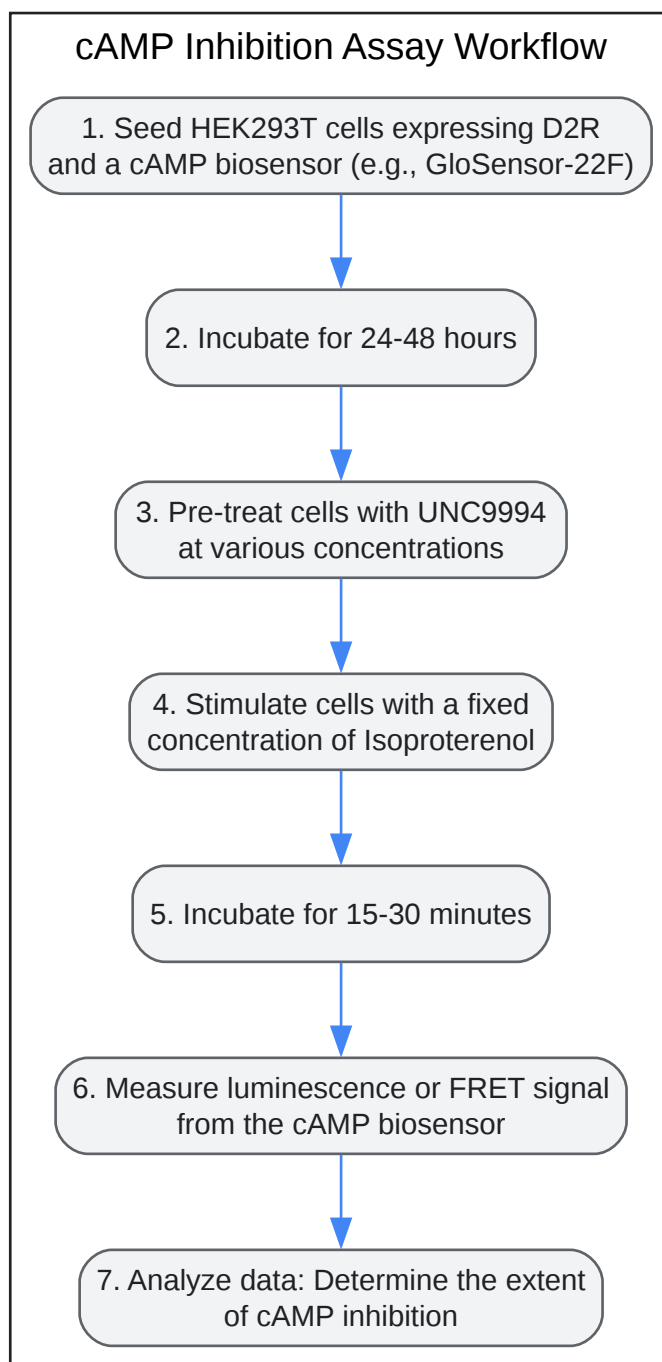 cAMP Inhibition Assay Workflow
1. Seed HEK293T cells expressing D2R
and a cAMP biosensor (e.g., GloSensor-22F)
2. Incubate for 24-48 hours
3. Pre-treat cells with UNC9994
at various concentrations
4. Stimulate cells with a fixed
concentration of Isoproterenol
5. Incubate for 15-30 minutes
6. Measure luminescence or FRET signal
from the cAMP biosensor
7. Analyze data: Determine the extent
of cAMP inhibition